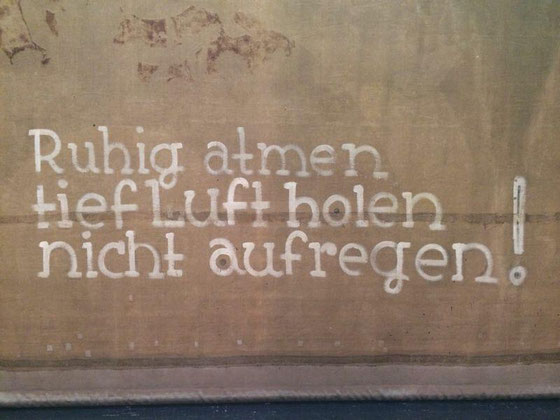 Ruhig atmen
tief Luft holen
nicht aufregen!